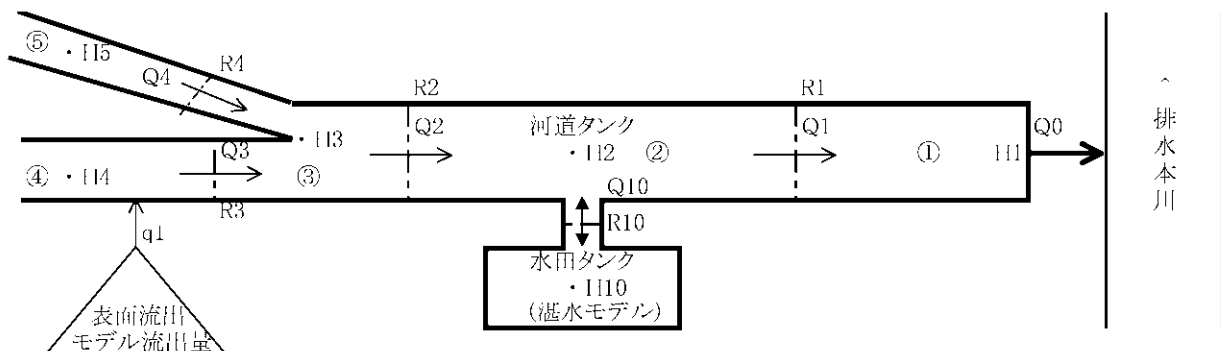 ⑤ ・H5
Q4
R4
R2
R1
Q3
・H3
Q2
河道タンク
・H2 ②
Q1
①
Q0
H1
④ ・H4
③
R3
Q10
R10
q1
水田タンク
・H10
(湛水モデル)
表面流出
モデル流出量
へ排水本川